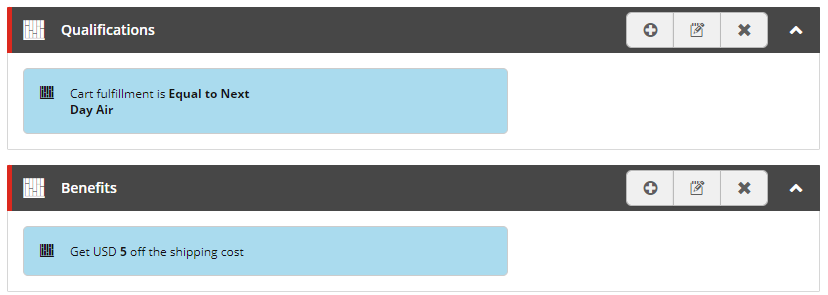 Qualifications
Cart fulfillment is Equal to Next
Day Air
Benefits
Get USD 5 off the shipping cost